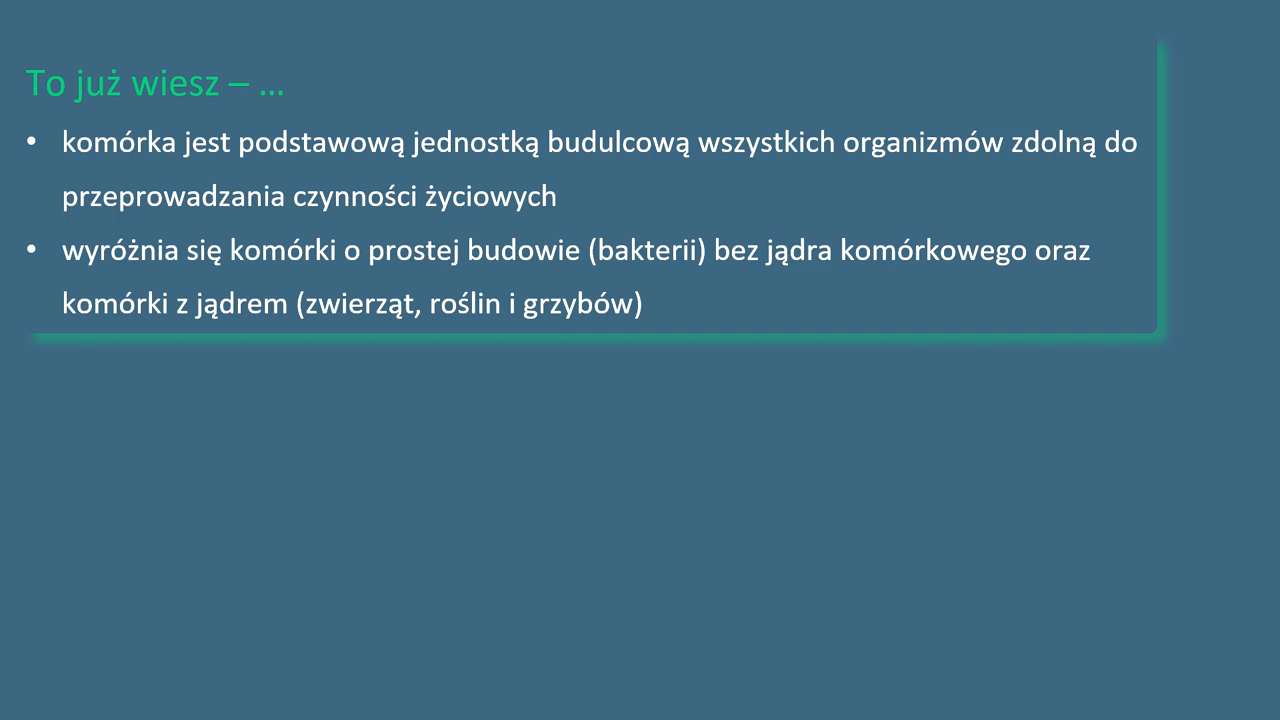 To już wiesz – …
• komórka jest podstawową jednostką budulcową wszystkich organizmów zdolną do
przeprowadzania czynności życiowych
• wyróżnia się komórki o prostej budowie (bakterii) bez jądra komórkowego oraz
komórki z jądrem (zwierząt, roślin i grzybów)